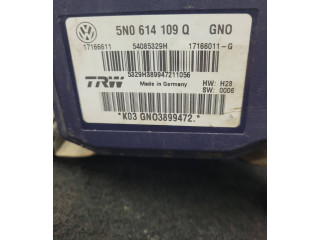 5N0 614 109 Q GNO
17166611 54085329H 17166011-G
5329H389947211056
TRW Made in Germany HW: H28
SW: 0006
*K03 GNO3899472.*